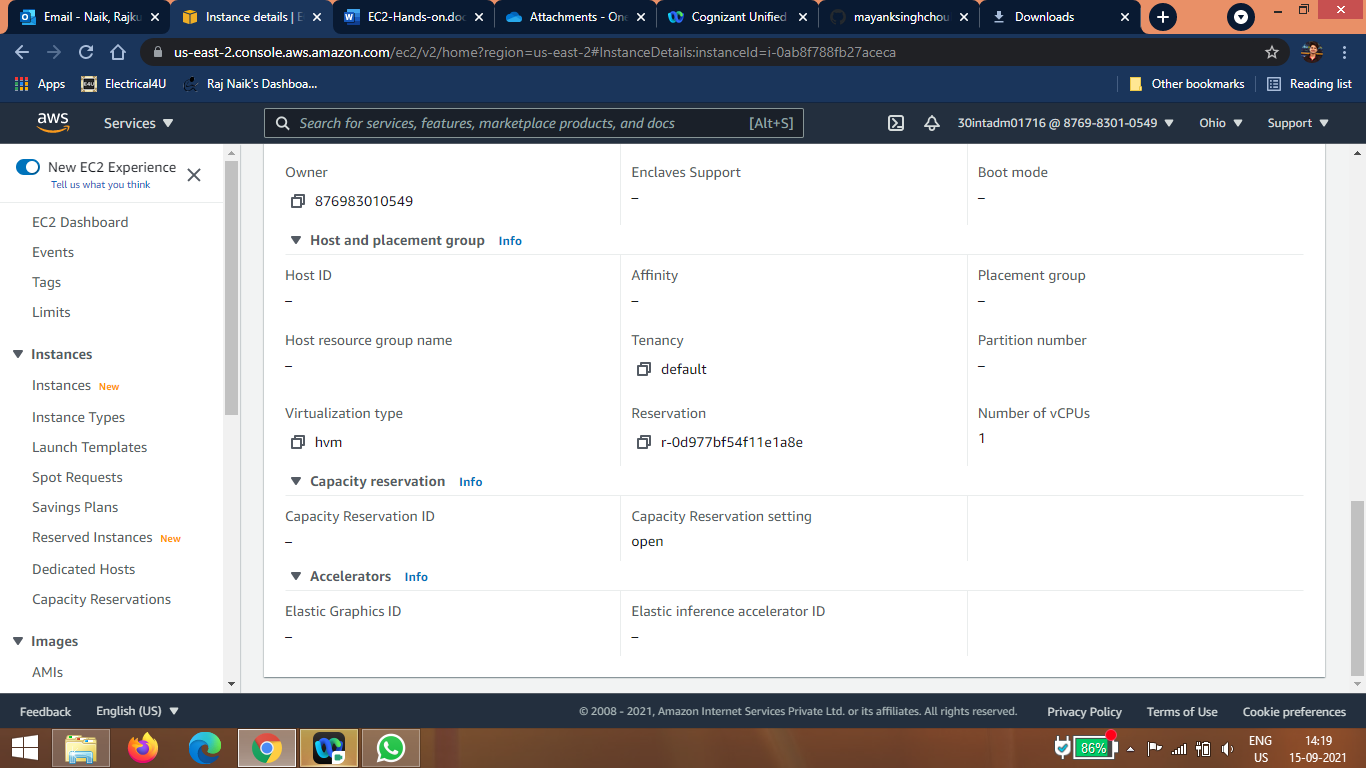 Email - Naik, Rajku
Instance details | E
EC2-Hands-on.doc
Attachments - One
Cognizant Unified
mayanksinghchou
Downloads
us-east-2.console.aws.amazon.com/ec2/v2/home?region=us-east-2#InstanceDetails:instanceId=i-0ab8f788fb27aceca
Apps
Electrical4U
Raj Naik's Dashboa...
Other bookmarks
Reading list
aws
Services
Search for services, features, marketplace products, and docs
[Alt+S]
30intadm01716 @ 8769-8301-0549
Ohio
Support
New EC2 Experience
Tell us what you think
EC2 Dashboard
Events
Tags
Limits
Instances
Instances New
Instance Types
Launch Templates
Spot Requests
Savings Plans
Reserved Instances New
Dedicated Hosts
Capacity Reservations
Images
AMIs
Owner
876983010549
Enclaves Support
–
Boot mode
–
Host and placement group Info
Host ID
–
Affinity
–
Placement group
–
Host resource group name
–
Tenancy
default
Partition number
–
Virtualization type
hvm
Reservation
r-0d977bf54f11e1a8e
Number of vCPUs
1
Capacity reservation Info
Capacity Reservation ID
–
Capacity Reservation setting
open
Accelerators Info
Elastic Graphics ID
–
Elastic inference accelerator ID
–
Feedback
English (US)
© 2008 - 2021, Amazon Internet Services Private Ltd. or its affiliates. All rights reserved.
Privacy Policy
Terms of Use
Cookie preferences
86%
ENG
US
14:19
15-09-2021